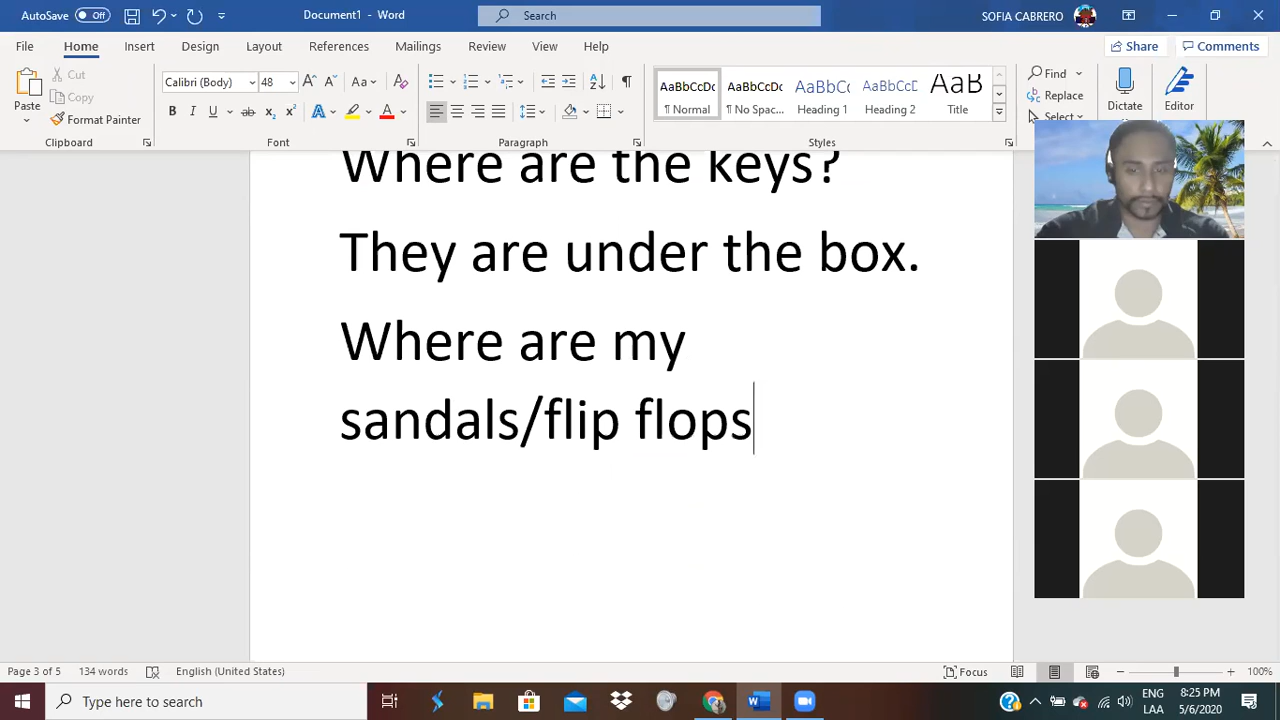 AutoSave Off
Document1 - Word
Search
SOFIA CABRERO
File Home Insert Design Layout References Mailings Review View Help
Share Comments
Paste
Cut
Copy
Format Painter
Clipboard
Calibri (Body) 48
Font
Paragraph
AaBbCcDc AaBbCcDc AaBbCc AaBbCcE AaB
¶ Normal ¶ No Spac... Heading 1 Heading 2 Title
Styles
Find
Replace
Select
Dictate
Editor
Where are the keys?
They are under the box.
Where are my
sandals/flip flops
Page 3 of 5 134 words English (United States) Focus 100%
Type here to search
ENG
LAA
8:25 PM
5/6/2020